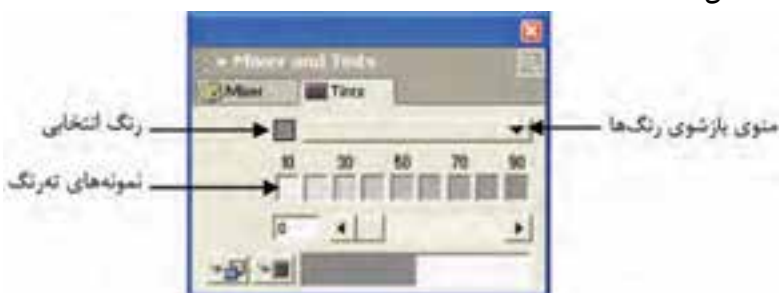 Mixer and Tints
Mixer Tints
رنگ انتخابی
منوی بازشوی رنگ‌ها
10 30 50 70 90
نمونه‌های ته‌رنگ
0